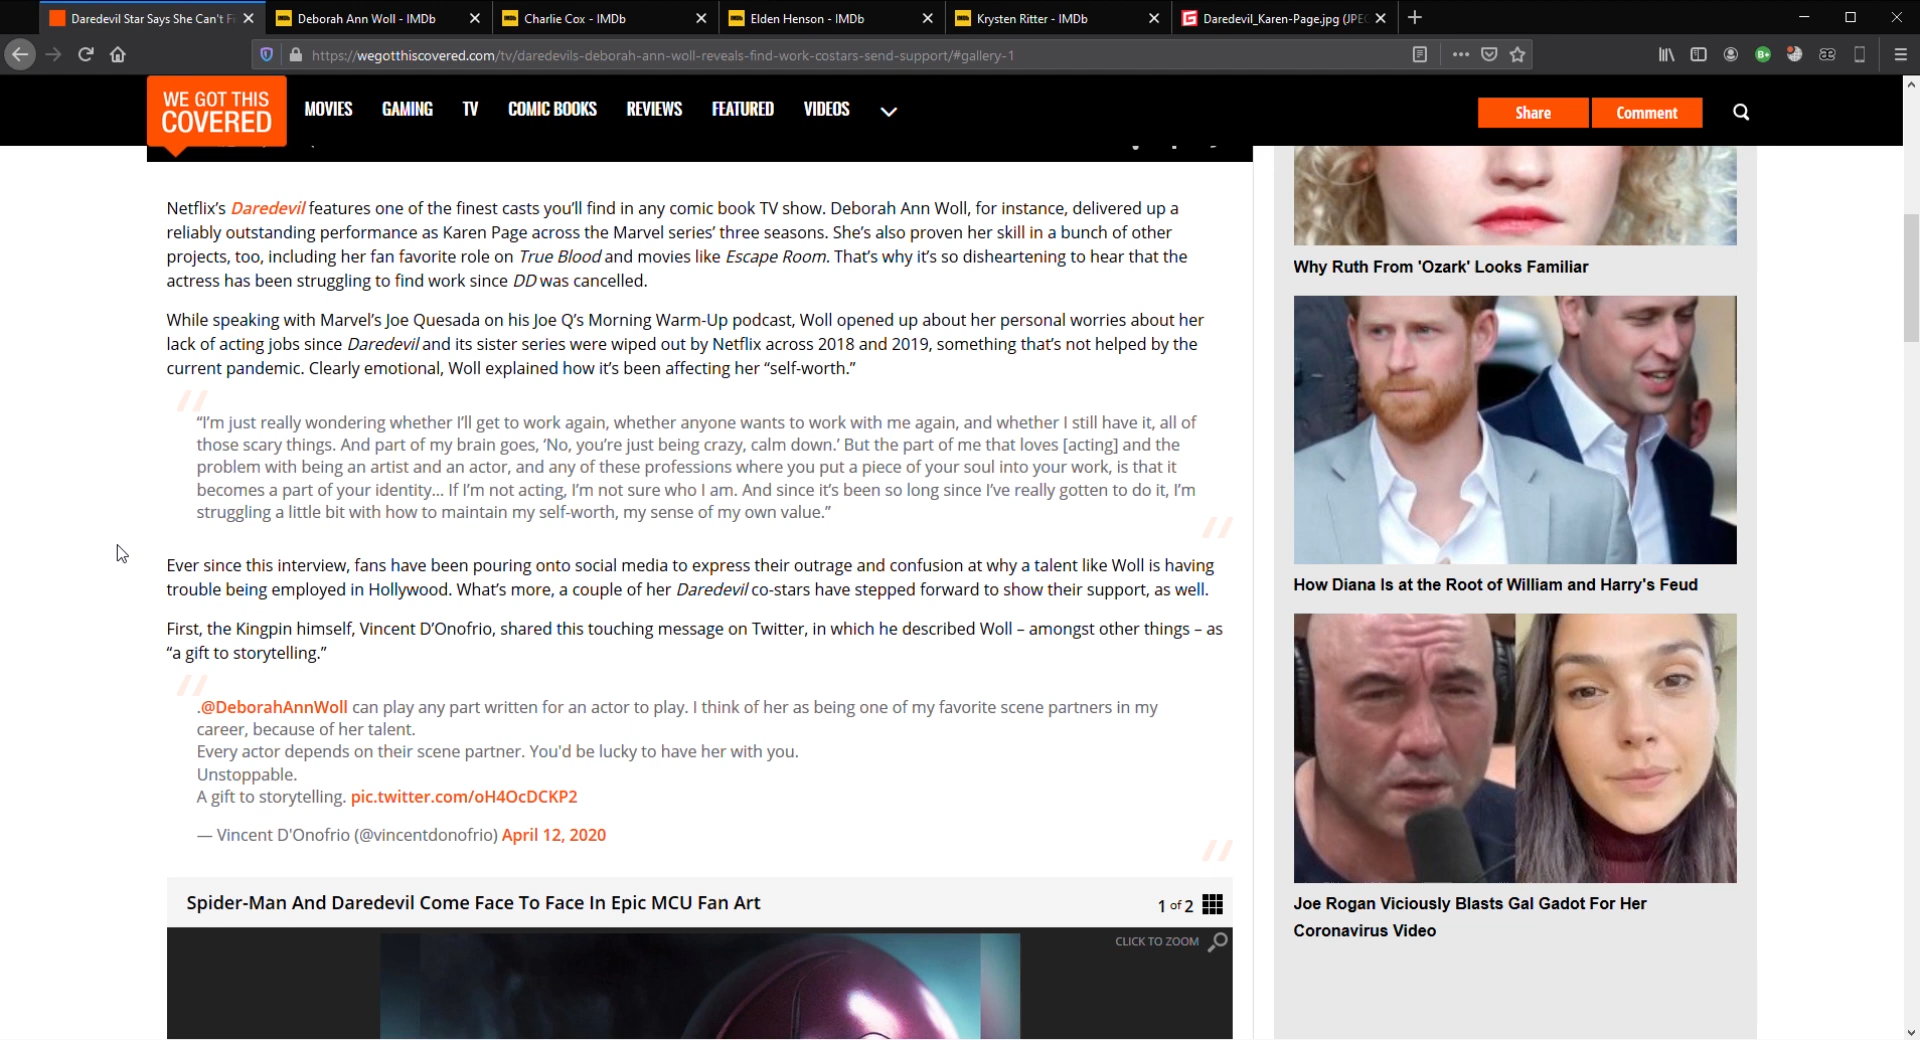 Daredevil Star Says She Can't Fi
Deborah Ann Woll - IMDb
Charlie Cox - IMDb
Elden Henson - IMDb
Krysten Ritter - IMDb
Daredevil_Karen-Page.jpg (JPEG
https://wegotthiscovered.com/tv/daredevils-deborah-ann-woll-reveals-find-work-costars-send-support/#gallery-1
WE GOT THIS
COVERED
MOVIES GAMING TV COMIC BOOKS REVIEWS FEATURED VIDEOS
Share Comment
Netflix’s Daredevil features one of the finest casts you’ll find in any comic book TV show. Deborah Ann Woll, for instance, delivered up a
reliably outstanding performance as Karen Page across the Marvel series’ three seasons. She’s also proven her skill in a bunch of other
projects, too, including her fan favorite role on True Blood and movies like Escape Room. That’s why it’s so disheartening to hear that the
actress has been struggling to find work since DD was cancelled.
While speaking with Marvel’s Joe Quesada on his Joe Q’s Morning Warm-Up podcast, Woll opened up about her personal worries about her
lack of acting jobs since Daredevil and its sister series were wiped out by Netflix across 2018 and 2019, something that’s not helped by the
current pandemic. Clearly emotional, Woll explained how it’s been affecting her “self-worth.”
“I’m just really wondering whether I’ll get to work again, whether anyone wants to work with me again, and whether I still have it, all of
those scary things. And part of my brain goes, ‘No, you’re just being crazy, calm down.’ But the part of me that loves [acting] and the
problem with being an artist and an actor, and any of these professions where you put a piece of your soul into your work, is that it
becomes a part of your identity… If I’m not acting, I’m not sure who I am. And since it’s been so long since I’ve really gotten to do it, I’m
struggling a little bit with how to maintain my self-worth, my sense of my own value.”
Ever since this interview, fans have been pouring onto social media to express their outrage and confusion at why a talent like Woll is having
trouble being employed in Hollywood. What’s more, a couple of her Daredevil co-stars have stepped forward to show their support, as well.
First, the Kingpin himself, Vincent D’Onofrio, shared this touching message on Twitter, in which he described Woll – amongst other things – as
“a gift to storytelling.”
.@DeborahAnnWoll can play any part written for an actor to play. I think of her as being one of my favorite scene partners in my
career, because of her talent.
Every actor depends on their scene partner. You'd be lucky to have her with you.
Unstoppable.
A gift to storytelling. pic.twitter.com/oH4OcDCKP2
— Vincent D'Onofrio (@vincentdonofrio) April 12, 2020
Spider-Man And Daredevil Come Face To Face In Epic MCU Fan Art
1 of 2
CLICK TO ZOOM
Why Ruth From 'Ozark' Looks Familiar
How Diana Is at the Root of William and Harry's Feud
Joe Rogan Viciously Blasts Gal Gadot For Her
Coronavirus Video